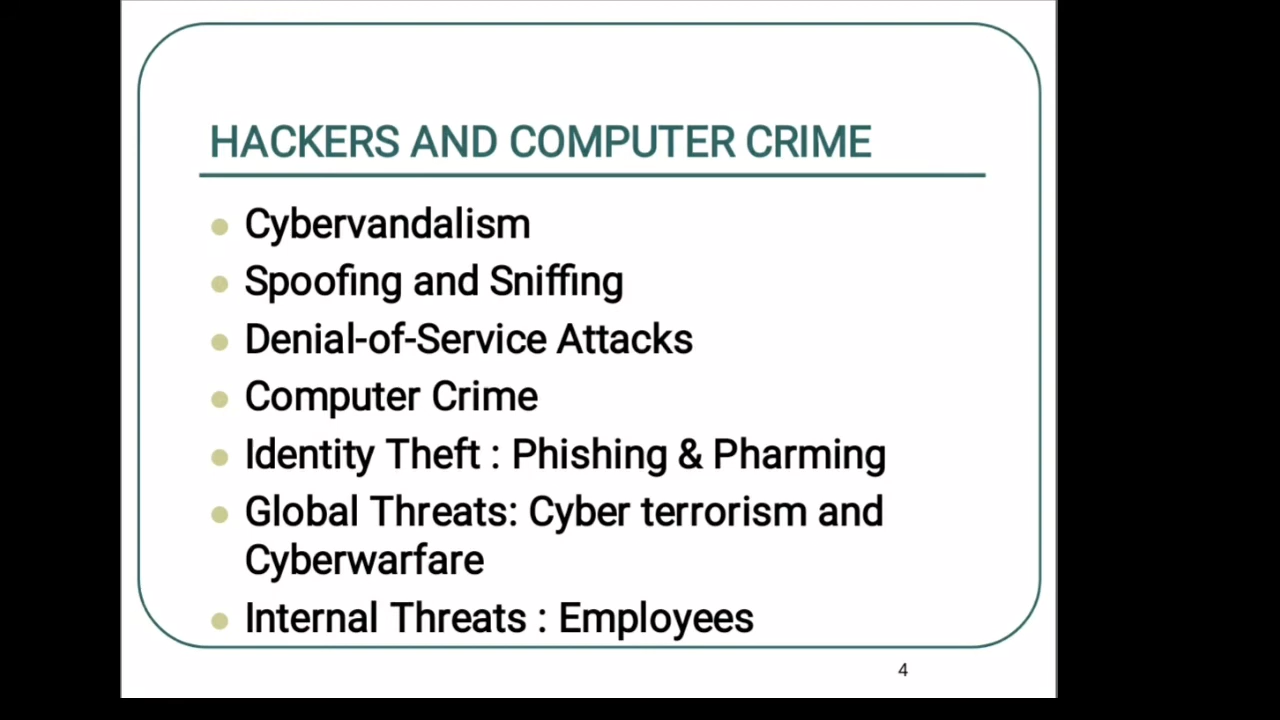 HACKERS AND COMPUTER CRIME
Cybervandalism
Spoofing and Sniffing
Denial-of-Service Attacks
Computer Crime
Identity Theft : Phishing & Pharming
Global Threats: Cyber terrorism and
Cyberwarfare
Internal Threats : Employees
4